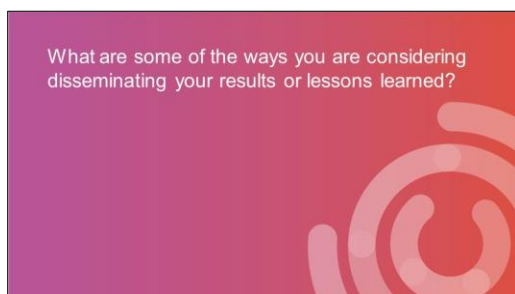 What are some of the ways you are considering
disseminating your results or lessons learned?